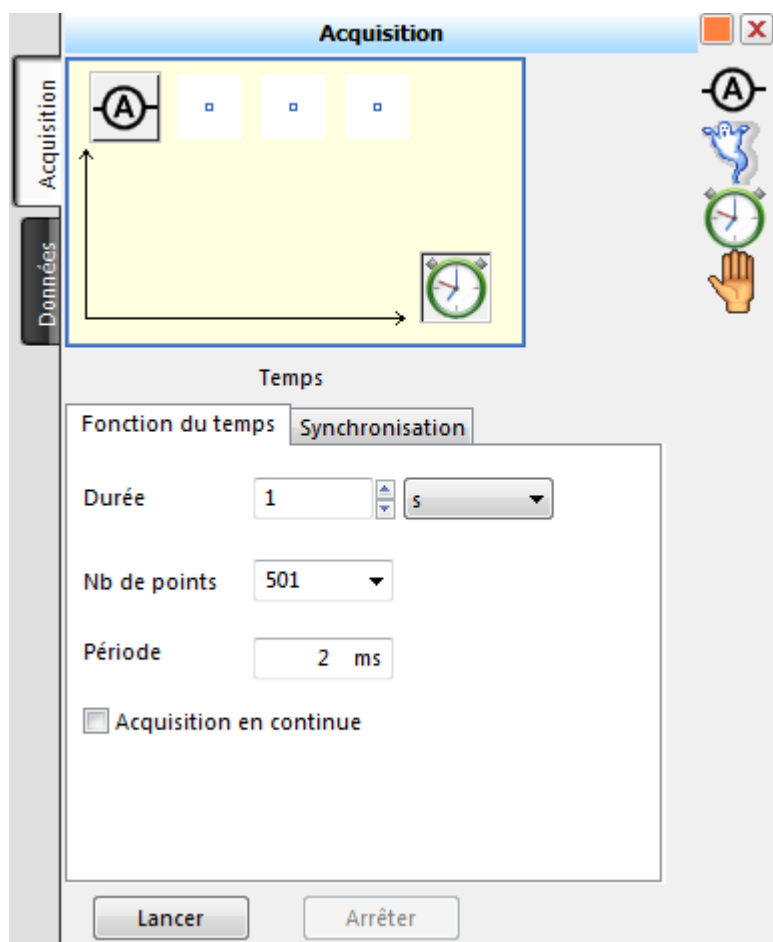 Acquisition
Acquisition
A
A
Données
Temps
Fonction du temps
Synchronisation
Durée 1 s
Nb de points 501
Période 2 ms
Acquisition en continue
Lancer
Arrêter